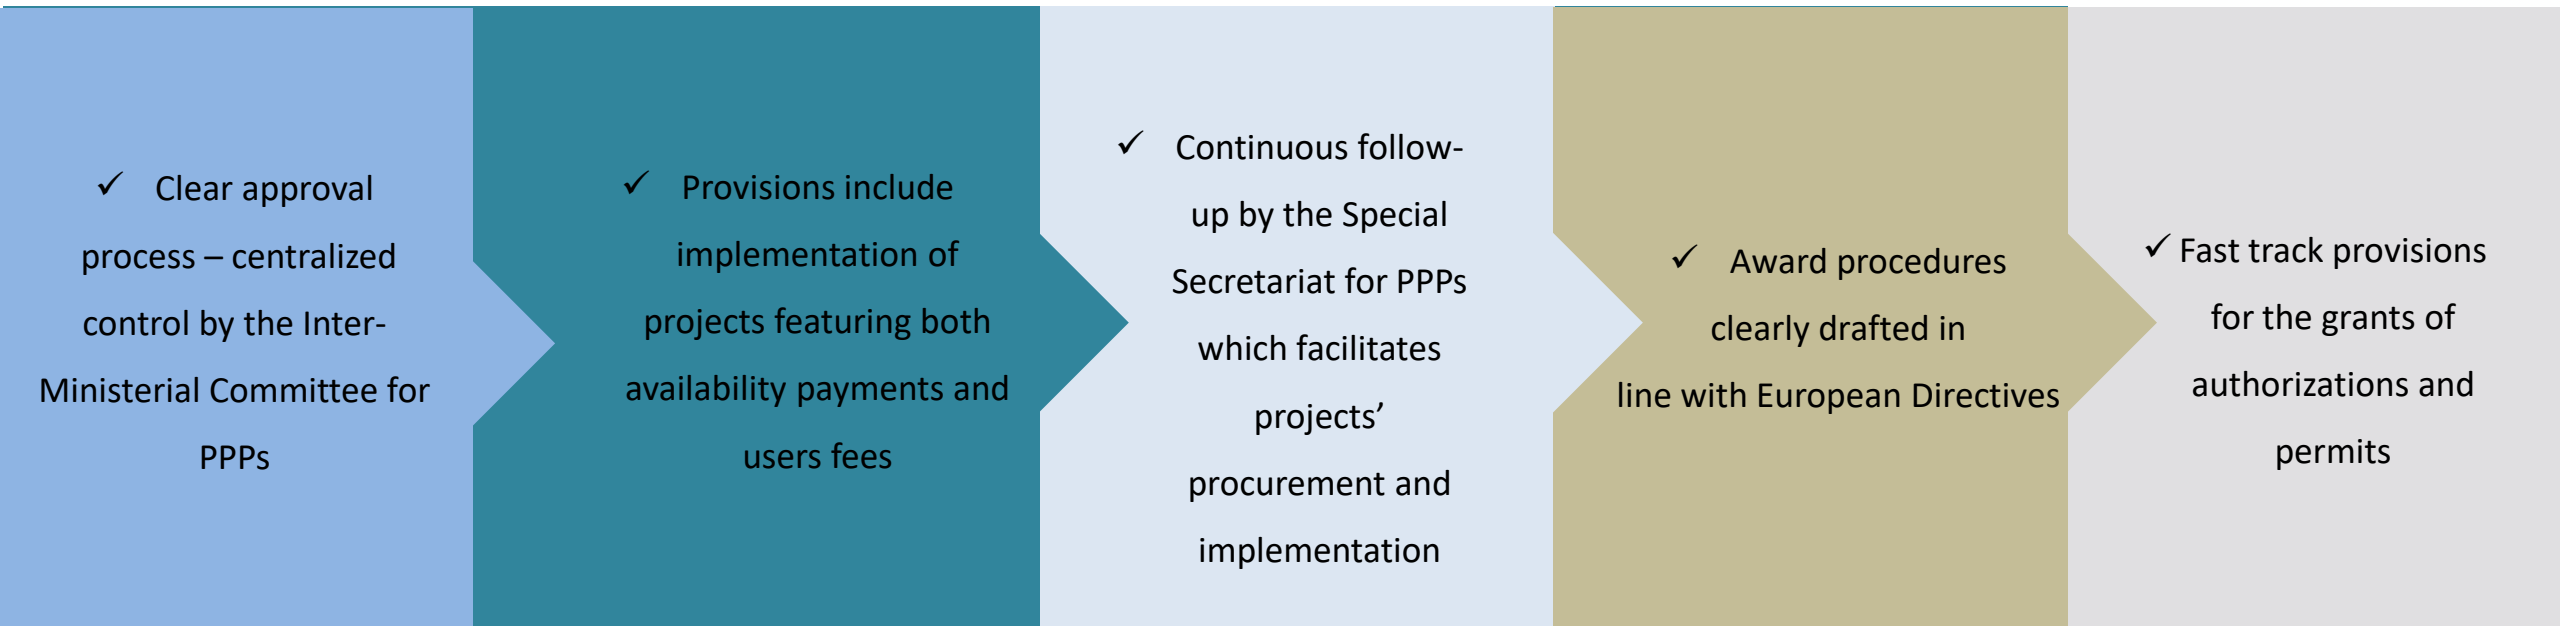 ✓ Clear approval
process – centralized
control by the Inter-
Ministerial Committee for
PPPs
✓ Provisions include
implementation of
projects featuring both
availability payments and
users fees
✓ Continuous follow-
up by the Special
Secretariat for PPPs
which facilitates
projects’
procurement and
implementation
✓ Award procedures
clearly drafted in
line with European Directives
✓ Fast track provisions
for the grants of
authorizations and
permits